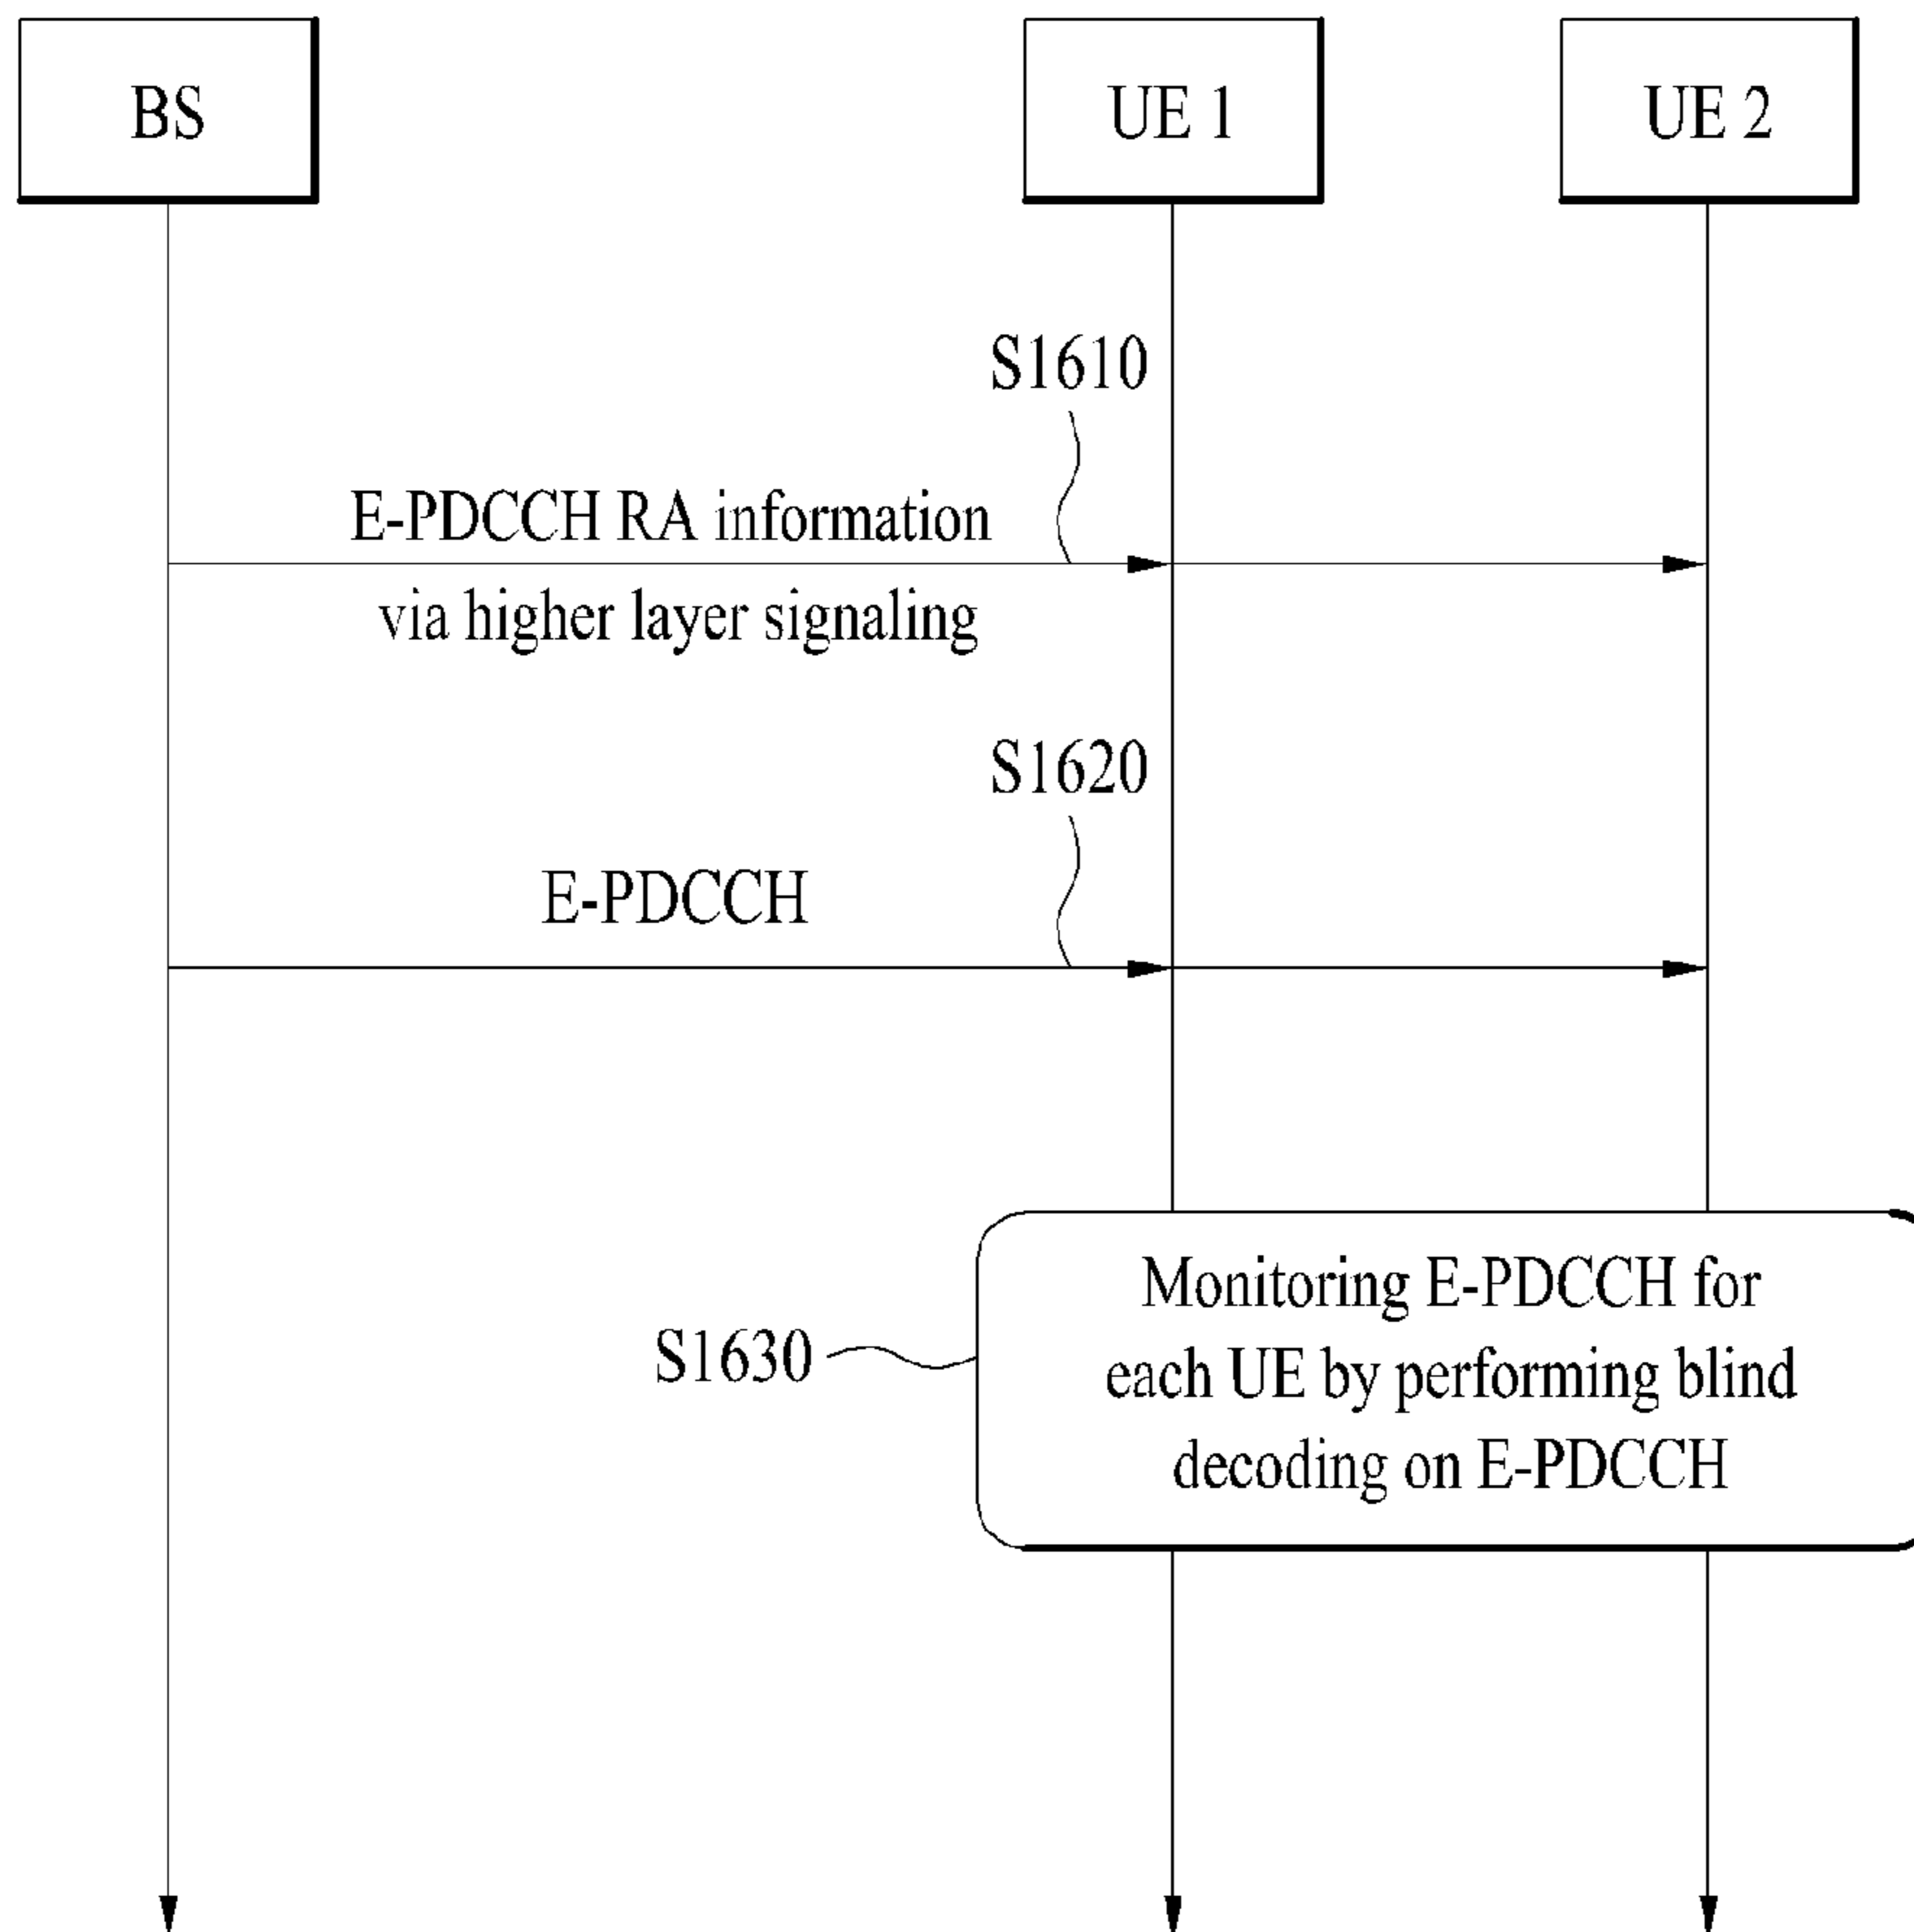 BS
UE 1
UE 2
S1610
E-PDCCH RA information
via higher layer signaling
S1620
E-PDCCH
S1630
Monitoring E-PDCCH for
each UE by performing blind
decoding on E-PDCCH